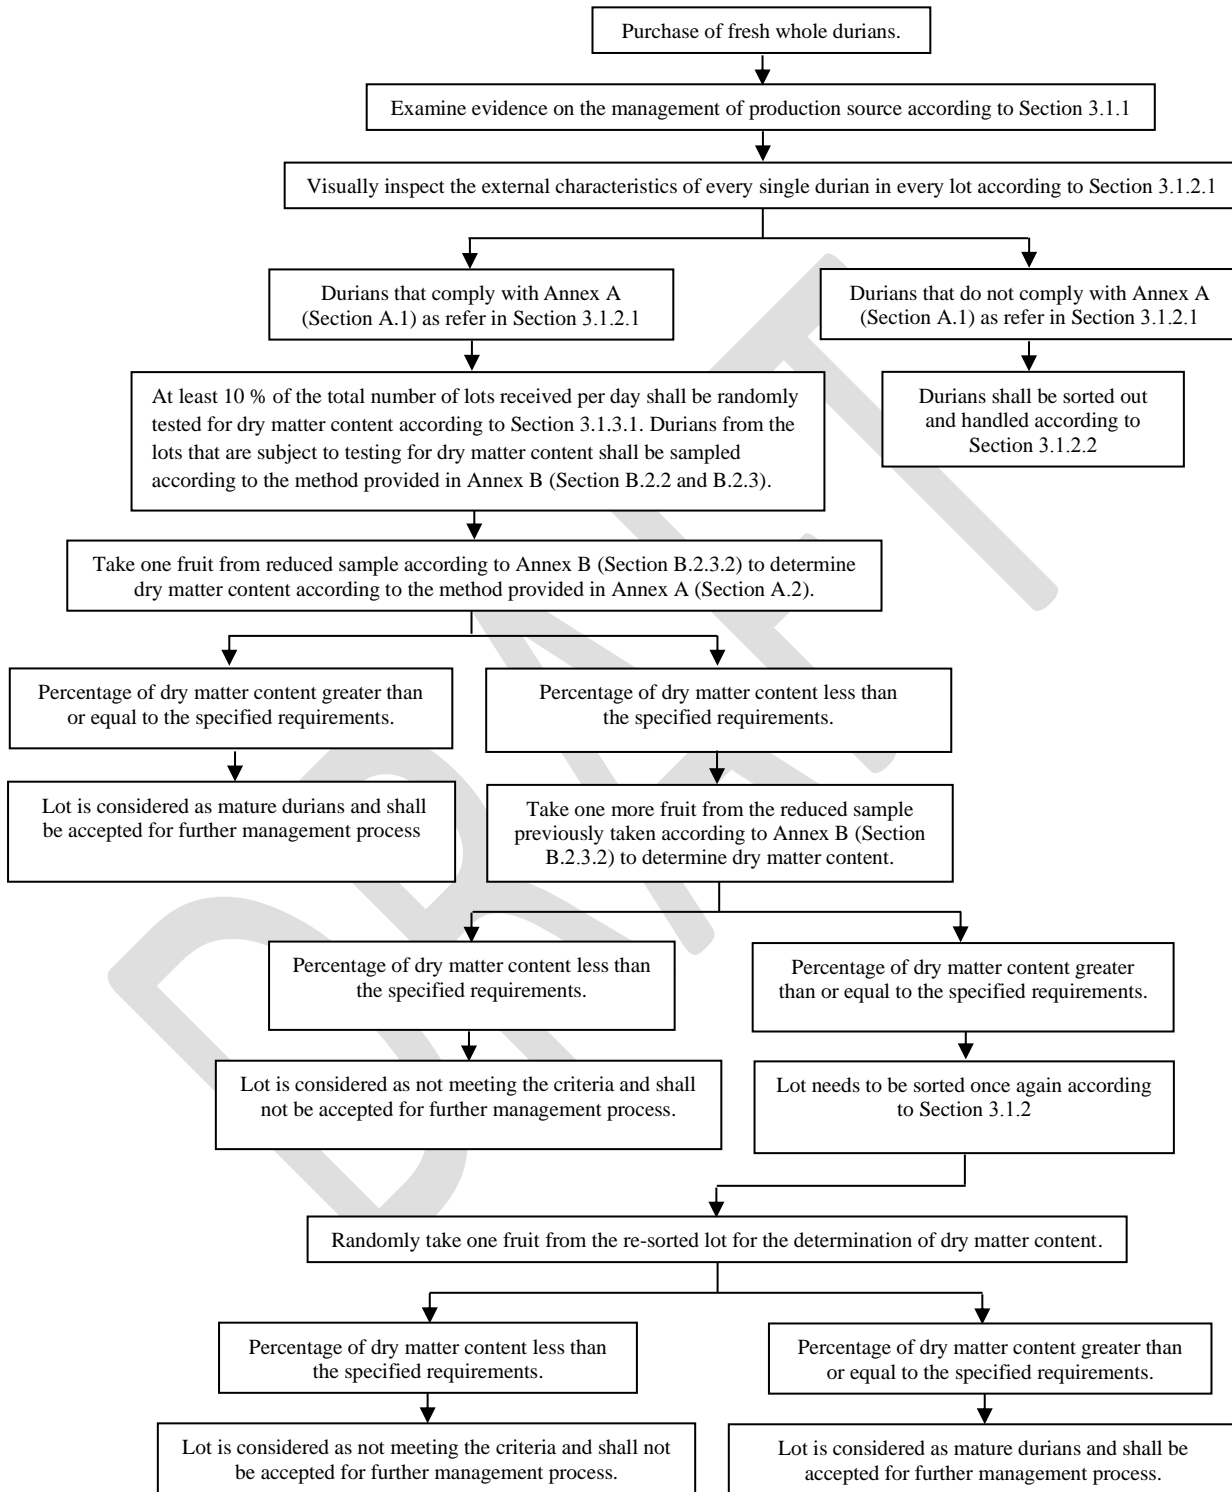 Purchase of fresh whole durians.
Examine evidence on the management of production source according to Section 3.1.1
Visually inspect the external characteristics of every single durian in every lot according to Section 3.1.2.1
Durians that comply with Annex A
(Section A.1) as refer in Section 3.1.2.1
Durians that do not comply with Annex A
(Section A.1) as refer in Section 3.1.2.1
At least 10 % of the total number of lots received per day shall be randomly
tested for dry matter content according to Section 3.1.3.1. Durians from the
lots that are subject to testing for dry matter content shall be sampled
according to the method provided in Annex B (Section B.2.2 and B.2.3).
Durians shall be sorted out
and handled according to
Section 3.1.2.2
Take one fruit from reduced sample according to Annex B (Section B.2.3.2) to determine
dry matter content according to the method provided in Annex A (Section A.2).
Percentage of dry matter content greater than
or equal to the specified requirements.
Percentage of dry matter content less than
the specified requirements.
Lot is considered as mature durians and shall
be accepted for further management process
Take one more fruit from the reduced sample
previously taken according to Annex B (Section
B.2.3.2) to determine dry matter content.
Percentage of dry matter content less than
the specified requirements.
Percentage of dry matter content greater
than or equal to the specified requirements.
Lot is considered as not meeting the criteria and shall
not be accepted for further management process.
Lot needs to be sorted once again according
to Section 3.1.2
Randomly take one fruit from the re-sorted lot for the determination of dry matter content.
Percentage of dry matter content less than
the specified requirements.
Percentage of dry matter content greater than
or equal to the specified requirements.
Lot is considered as not meeting the criteria and shall not
be accepted for further management process.
Lot is considered as mature durians and shall be
accepted for further management process.
DRAFT